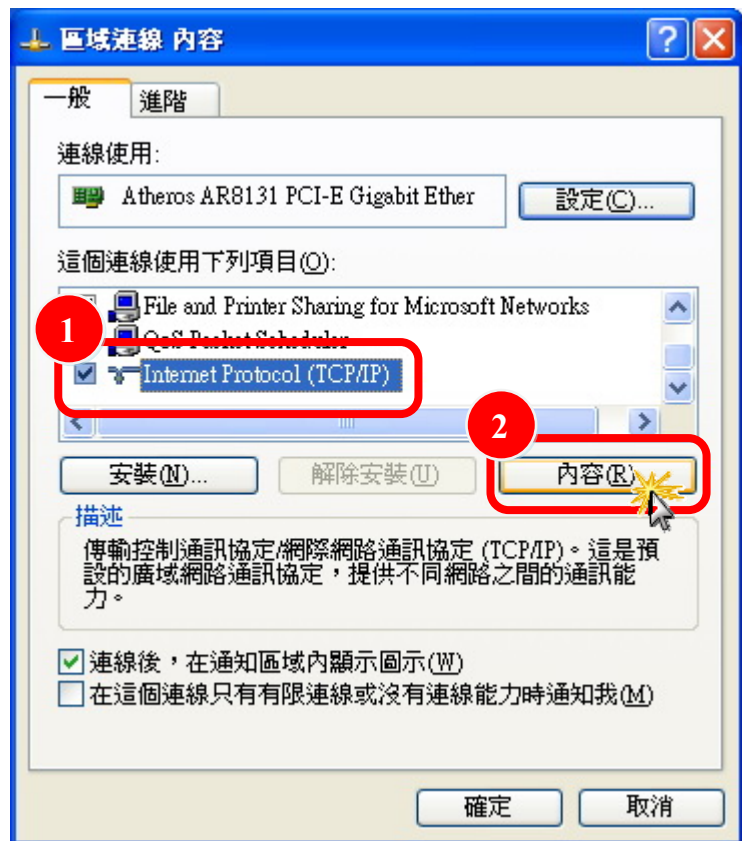 區域連線 內容
一般
進階
連線使用:
Atheros AR8131 PCI-E Gigabit Ether
設定(C)...
這個連線使用下列項目(O):
File and Printer Sharing for Microsoft Networks
1
QoS Packet Scheduler
Internet Protocol (TCP/IP)
2
安裝(N)...
解除安裝(U)
內容(R)
描述
傳輸控制通訊協定/網際網路通訊協定 (TCP/IP)。這是預
設的廣域網路通訊協定,提供不同網路之間的通訊能
力。
連線後,在通知區域內顯示圖示(W)
在這個連線只有有限連線或沒有連線能力時通知我(M)
確定
取消